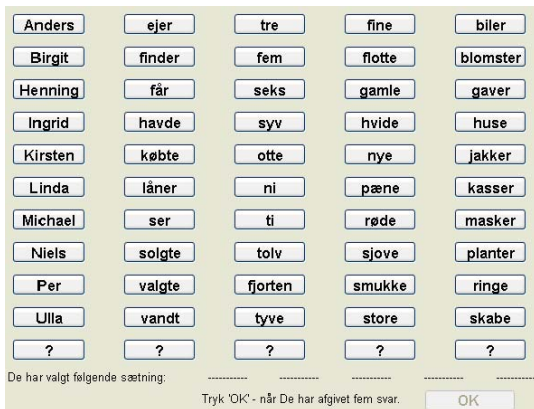 Anders ejer tre fine biler
Birgit finder fem flotte blomster
Henning får seks gamle gaver
Ingrid havde syv hvide huse
Kirsten købte otte nye jakker
Linda låner ni pæne kasser
Michael ser ti røde masker
Niels solgte tolv sjove planter
Per valgte fjorten smukke ringe
Ulla vandt tyve store skabe
? ? ? ? ?
De har valgt følgende sætning: ---------- ---------- ---------- ---------- ----------
Tryk 'OK' - når De har afgivet fem svar. OK